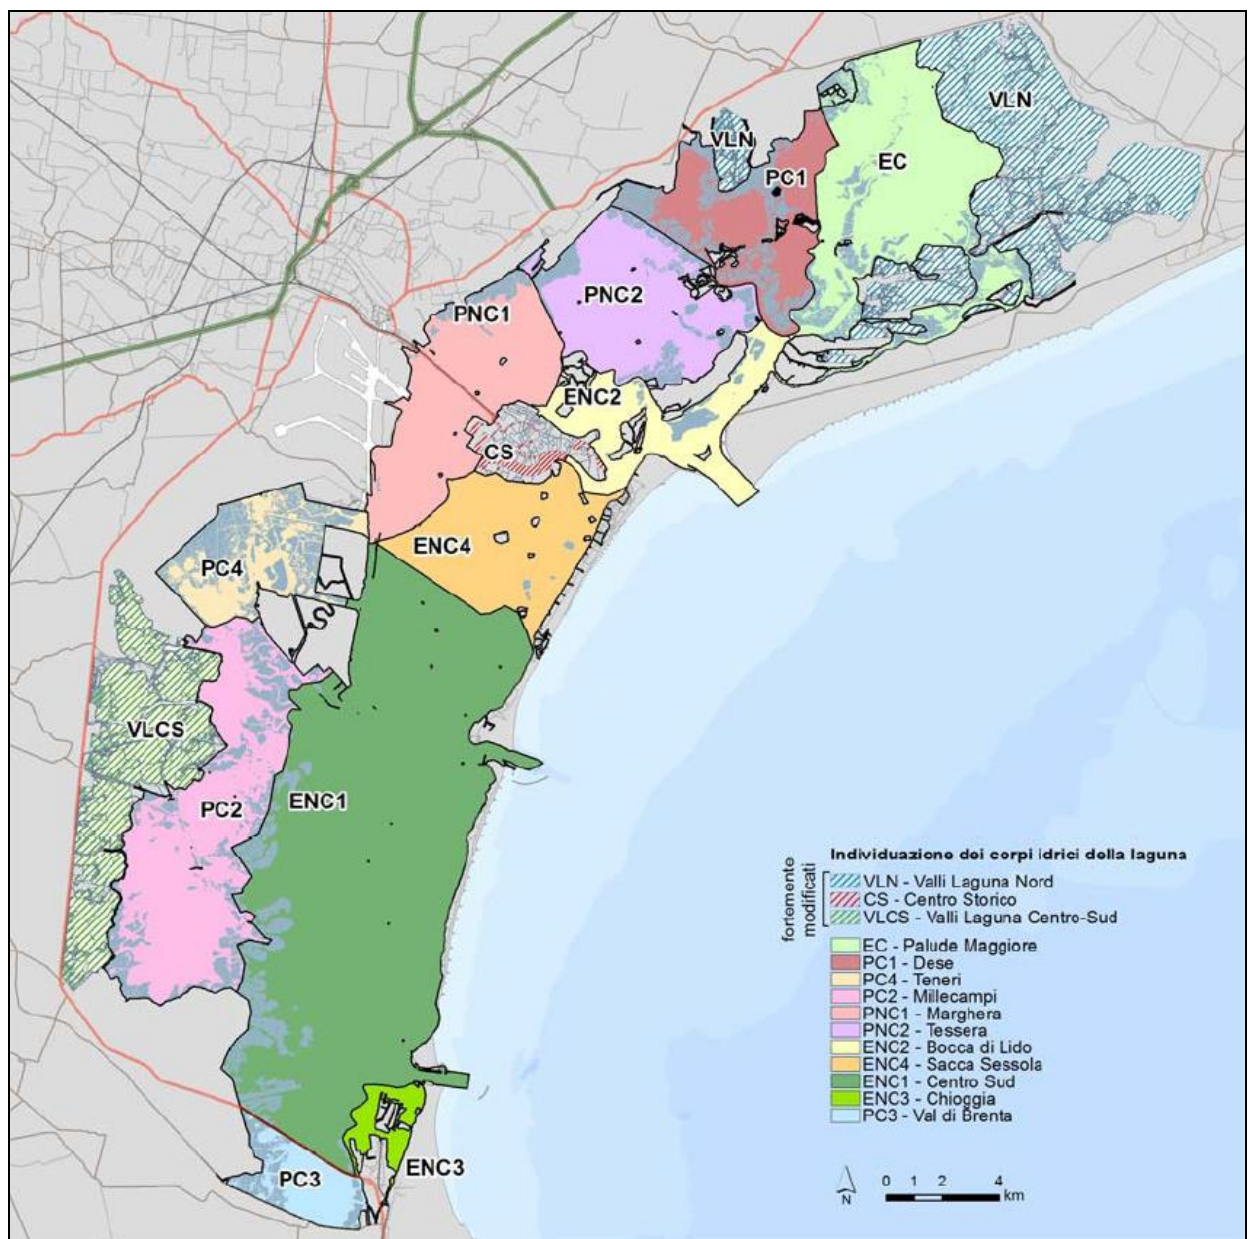 VLN
VLN
EC
PC1
PNC2
PNC1
ENC2
CS
ENC4
PC4
VLCS
PC2
ENC1
PC3
ENC3
fortemente
modificati
Individuazione dei corpi idrici della laguna
VLN - Valli Laguna Nord
CS - Centro Storico
VLCS - Valli Laguna Centro-Sud
EC - Palude Maggiore
PC1 - Dese
PC4 - Teneri
PC2 - Millecampi
PNC1 - Marghera
PNC2 - Tessera
ENC2 - Bocca di Lido
ENC4 - Sacca Sessola
ENC1 - Centro Sud
ENC3 - Chioggia
PC3 - Val di Brenta
N
0 1 2 4
km